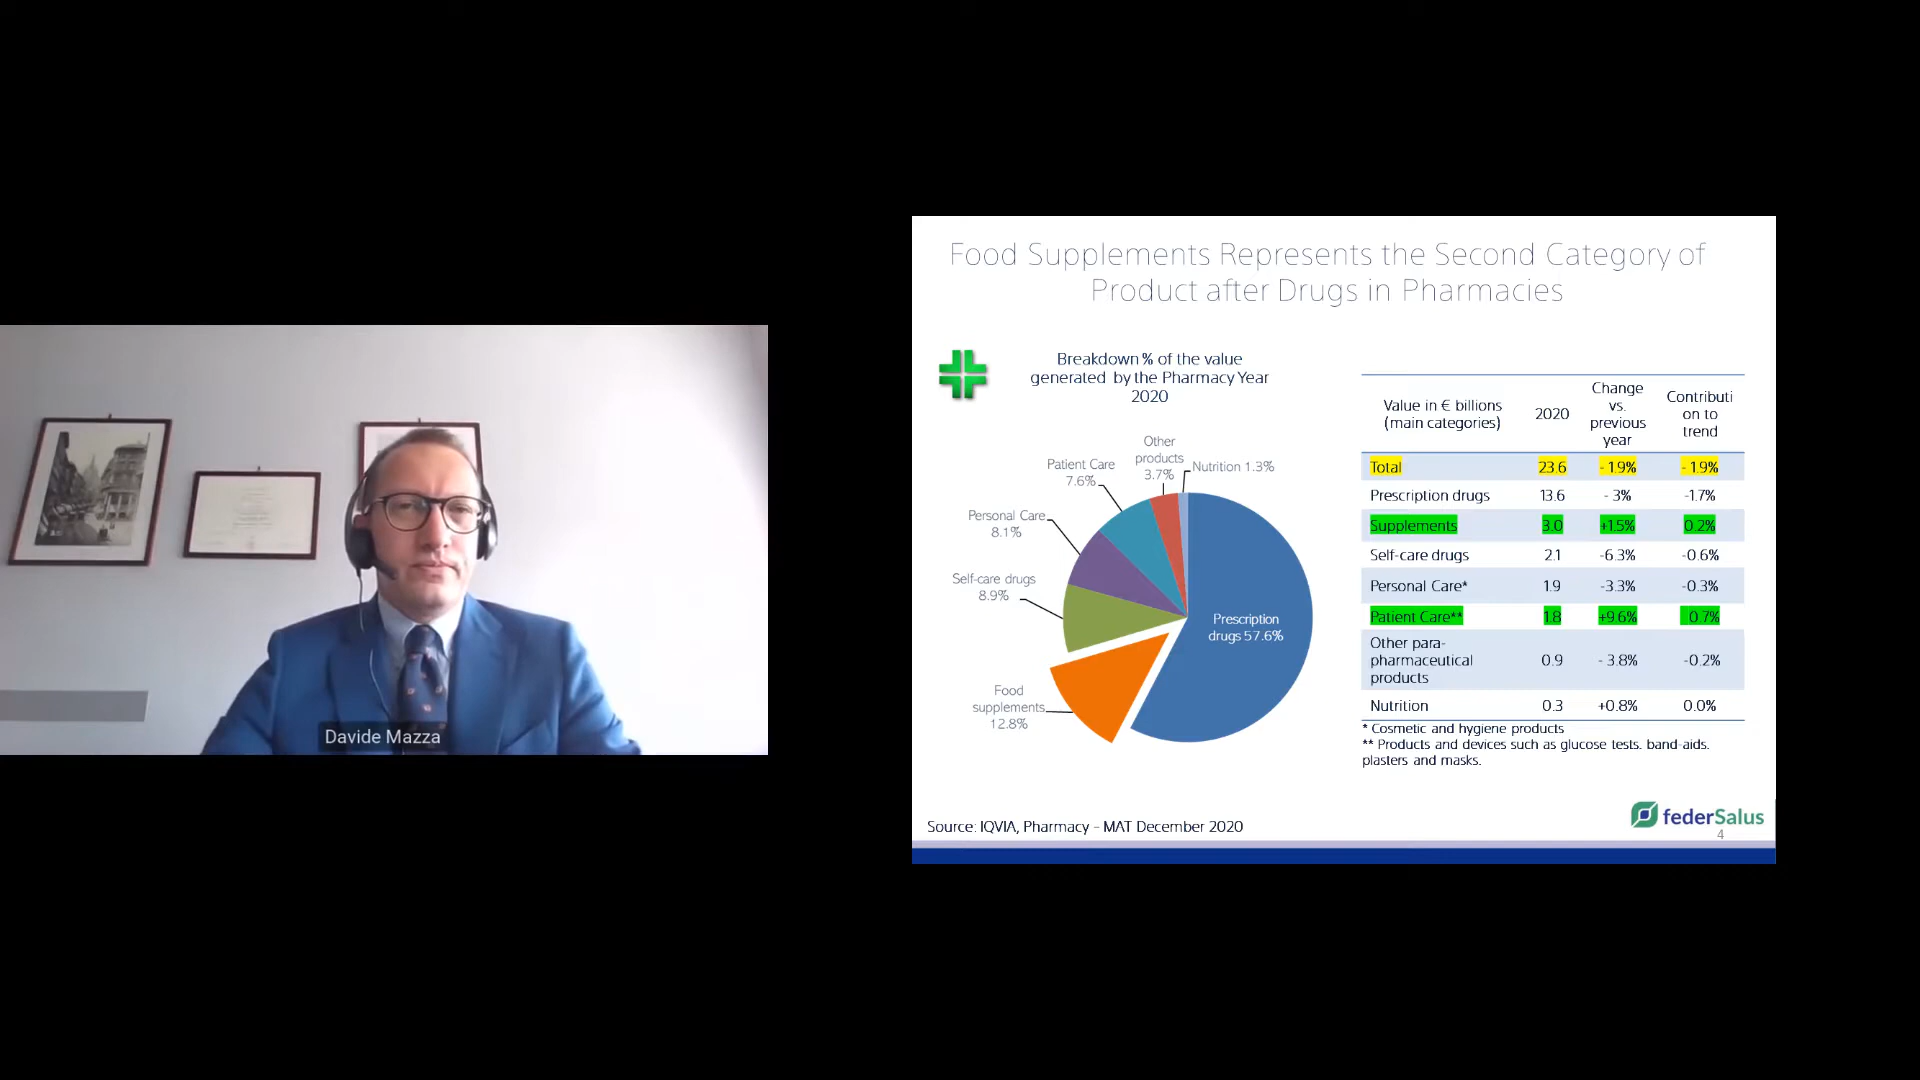 Davide Mazza
Food Supplements Represents the Second Category of
Product after Drugs in Pharmacies
Breakdown % of the value
generated by the Pharmacy Year
2020
Other
products
3.7%
Nutrition 1.3%
Patient Care
7.6%
Personal Care
8.1%
Self-care drugs
8.9%
Food
supplements
12.8%
Prescription
drugs 57.6%
Value in € billions
(main categories)
2020
Change
vs.
previous
year
Contributi
on to
trend
Total 23.6 - 1.9% - 1.9%
Prescription drugs 13.6 - 3% -1.7%
Supplements 3.0 +1.5% 0.2%
Self-care drugs 2.1 -6.3% -0.6%
Personal Care* 1.9 -3.3% -0.3%
Patient Care** 1.8 +9.6% 0.7%
Other para-
pharmaceutical
products
0.9 - 3.8% -0.2%
Nutrition 0.3 +0.8% 0.0%
* Cosmetic and hygiene products
** Products and devices such as glucose tests. band-aids.
plasters and masks.
Source: IQVIA, Pharmacy – MAT December 2020
federSalus
4